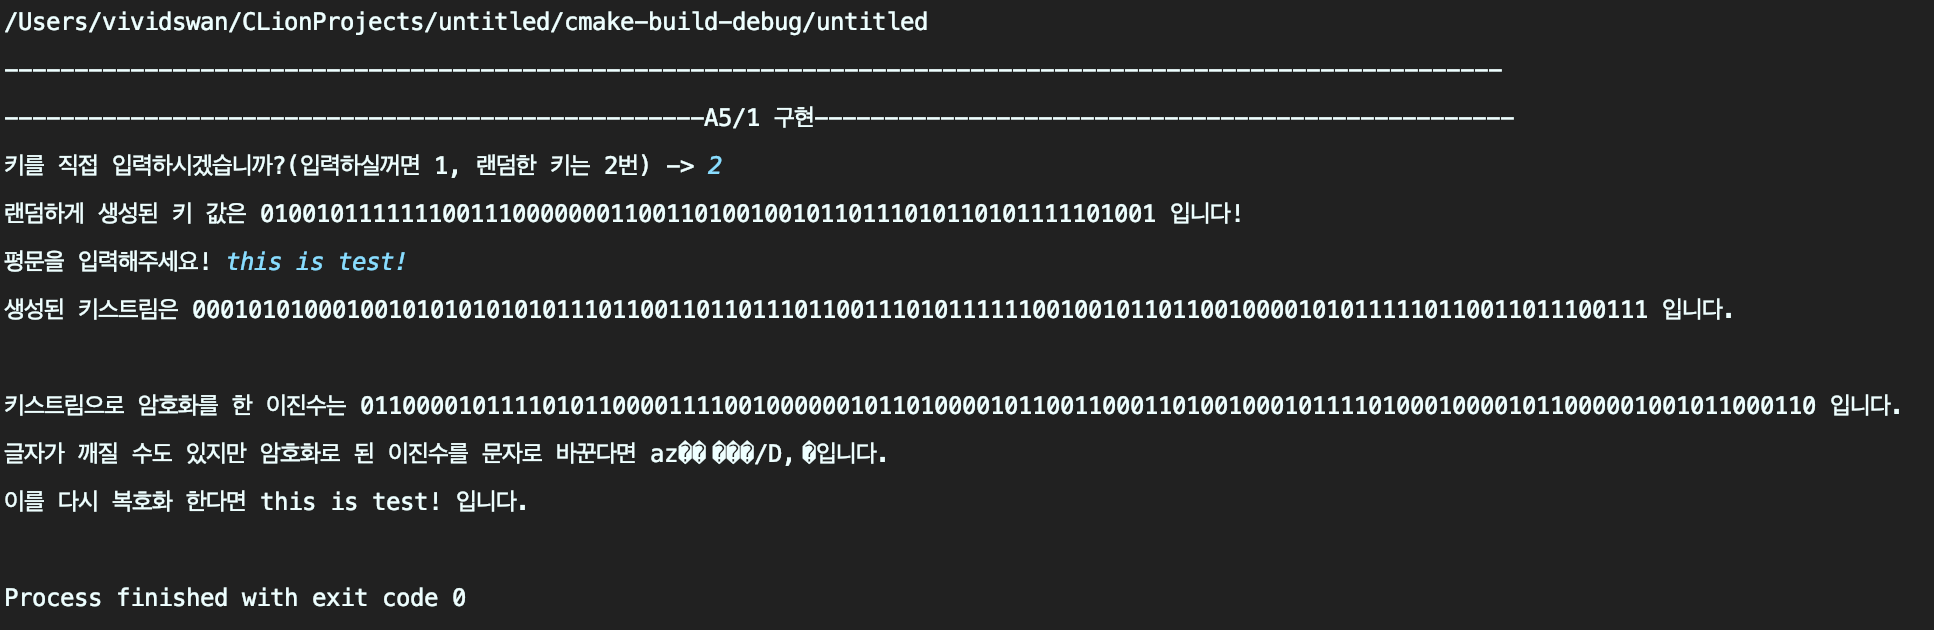 /Users/vividswan/CLionProjects/untitled/cmake-build-debug/untitled
-----------------------------------------------------------------------------------------------------------
--------------------------------------------------A5/1 구현--------------------------------------------------
키를 직접 입력하시겠습니까?(입력하실꺼면 1, 랜덤한 키는 2번) -> 2
랜덤하게 생성된 키 값은 0100101111111001110000000110011010010010110111010110101111101001 입니다!
평문을 입력해주세요! this is test!
생성된 키스트림은 00010101000100101010101010111011001101101110110011101011111100100101101100100001010111110110011011100111 입니다.
키스트림으로 암호화를 한 이진수는 01100001011110101100001111001000000101101000010110011000110100100010111101000100001011000001001011000110 입니다.
글자가 깨질 수도 있지만 암호화로 된 이진수를 문자로 바꾼다면 az�� ���/D, �입니다.
이를 다시 복호화 한다면 this is test! 입니다.
Process finished with exit code 0